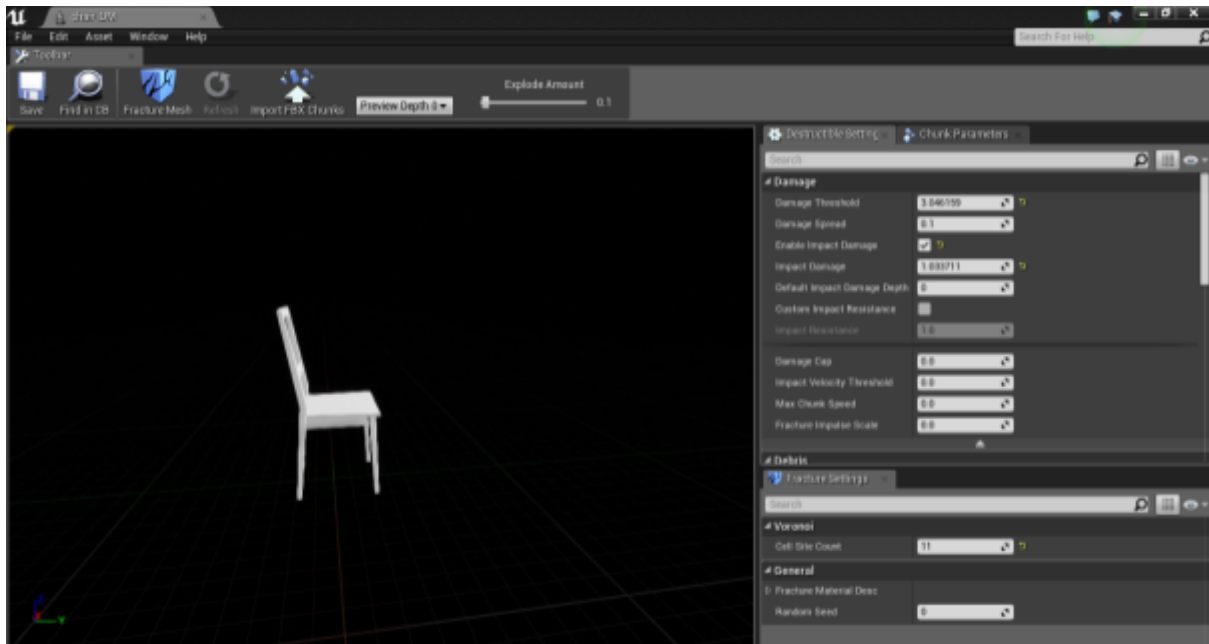 chair DM
File Edit Asset Window Help
Search For Help
Toolbar
Save Find in CB Fracture Mesh Refresh Import FBX Chunks Preview Depth 0
Explode Amount
0.1
Destructible Setting Chunk Parameters
Search
Damage
Damage Threshold 3.046159
Damage Spread 0.1
Enable Impact Damage
Impact Damage 1.033711
Default Impact Damage Depth 0
Custom Impact Resistance
Impact Resistance 1.0
Damage Cap 0.0
Impact Velocity Threshold 0.0
Max Chunk Speed 0.0
Fracture Impulse Scale 0.0
Debris
Fracture Settings
Search
Voronoi
Cell Site Count 11
General
Fracture Material Desc
Random Seed 0
Y